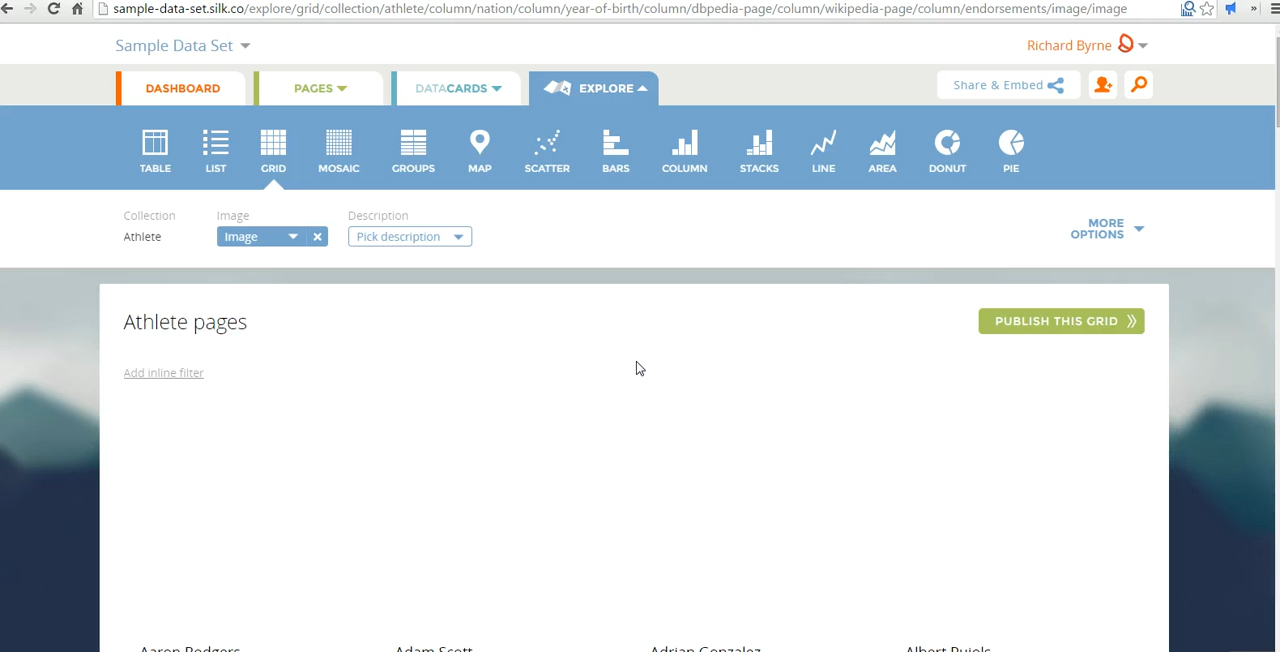 sample-data-set.silk.co/explore/grid/collection/athlete/column/nation/column/year-of-birth/column/dbpedia-page/column/wikipedia-page/column/endorsements/image/image
Sample Data Set
Richard Byrne
DASHBOARD
PAGES
DATACARDS
EXPLORE
Share & Embed
TABLE
LIST
GRID
MOSAIC
GROUPS
MAP
SCATTER
BARS
COLUMN
STACKS
LINE
AREA
DONUT
PIE
Collection
Athlete
Image
Image
Description
Pick description
MORE
OPTIONS
Athlete pages
PUBLISH THIS GRID
Add inline filter
Aaron Rodgers
Adam Scott
Adrian Gonzalez
Albert Pujols